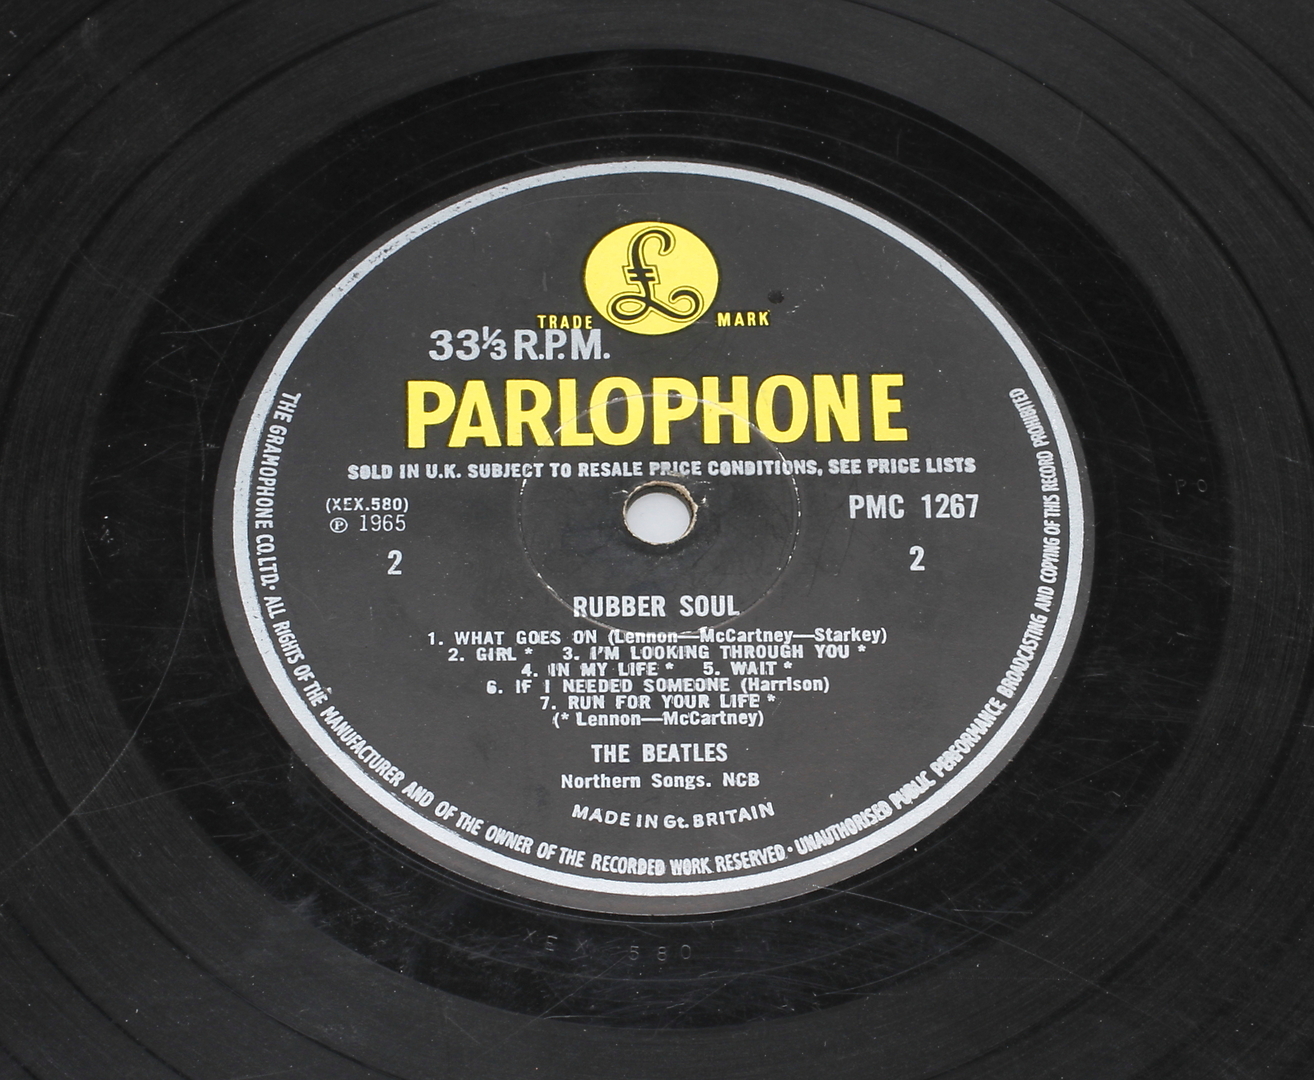 £
TRADE MARK
33⅓ R.P.M.
PARLOPHONE
SOLD IN U.K. SUBJECT TO RESALE PRICE CONDITIONS, SEE PRICE LISTS
(XEX.580)
℗ 1965
PMC 1267
2
2
RUBBER SOUL
1. WHAT GOES ON (Lennon—McCartney—Starkey)
2. GIRL * 3. I'M LOOKING THROUGH YOU *
4. IN MY LIFE * 5. WAIT *
6. IF I NEEDED SOMEONE (Harrison)
7. RUN FOR YOUR LIFE *
(* Lennon—McCartney)
THE BEATLES
Northern Songs. NCB
MADE IN Gt. BRITAIN
THE GRAMOPHONE CO. LTD. · ALL RIGHTS OF THE MANUFACTURER AND OF THE OWNER OF THE RECORDED WORK RESERVED · UNAUTHORISED PUBLIC PERFORMANCE BROADCASTING AND COPYING OF THIS RECORD PROHIBITED
XEX 580
PO